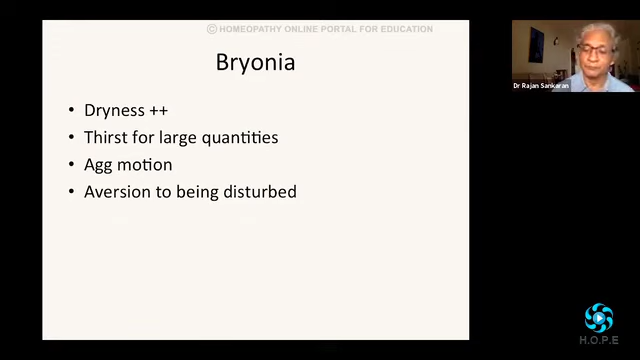 © HOMEOPATHY ONLINE PORTAL FOR EDUCATION
Bryonia
• Dryness ++
• Thirst for large quantities
• Agg motion
• Aversion to being disturbed
Dr Rajan Sankaran
H.O.P.E